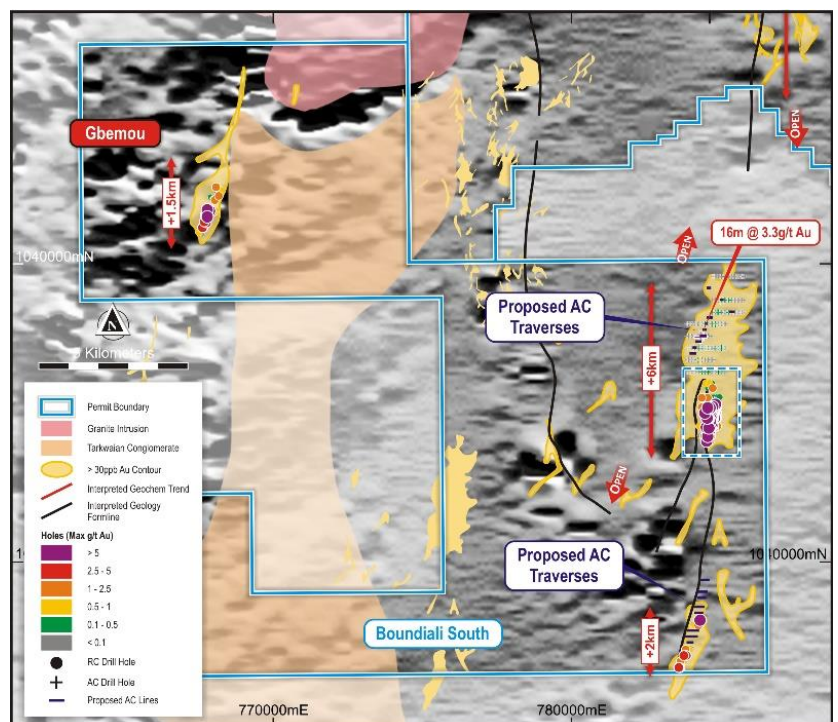 Gbemou
+1.5km
1040000mN
N
Kilometers
OPEN
OPEN
16m @ 3.3g/t Au
Proposed AC
Traverses
+6km
OPEN
Proposed AC
Traverses
1040000mN
+2km
Boundiali South
770000mE
780000mE
Permit Boundary
Granite Intrusion
Tarkwaian Conglomerate
> 30ppb Au Contour
Interpreted Geochem Trend
Interpreted Geology
Formline
Holes (Max g/t Au)
> 5
2.5 - 5
1 - 2.5
0.5 - 1
0.1 - 0.5
< 0.1
RC Drill Hole
AC Drill Hole
Proposed AC Lines